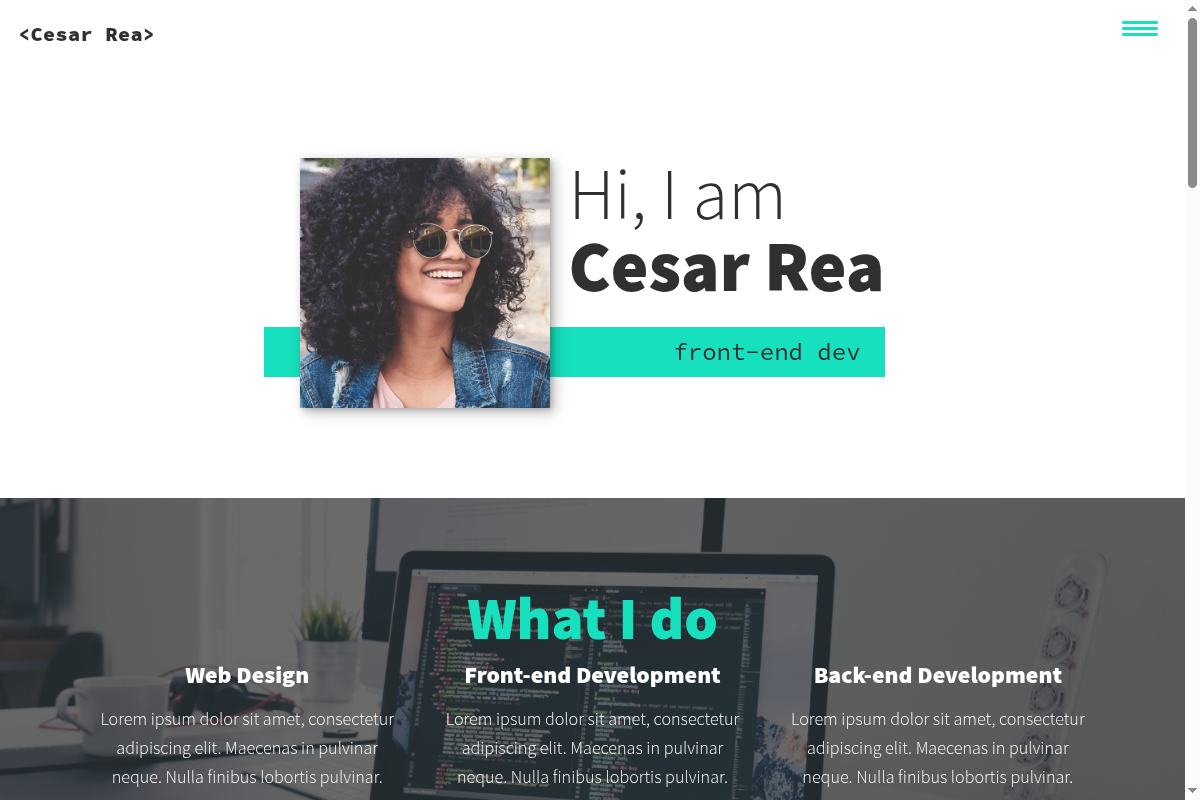 <Cesar Rea>
Hi, I am
Cesar Rea
front-end dev
What I do
Web Design
Lorem ipsum dolor sit amet, consectetur
adipiscing elit. Maecenas in pulvinar
neque. Nulla finibus lobortis pulvinar.
Front-end Development
Lorem ipsum dolor sit amet, consectetur
adipiscing elit. Maecenas in pulvinar
neque. Nulla finibus lobortis pulvinar.
Back-end Development
Lorem ipsum dolor sit amet, consectetur
adipiscing elit. Maecenas in pulvinar
neque. Nulla finibus lobortis pulvinar.